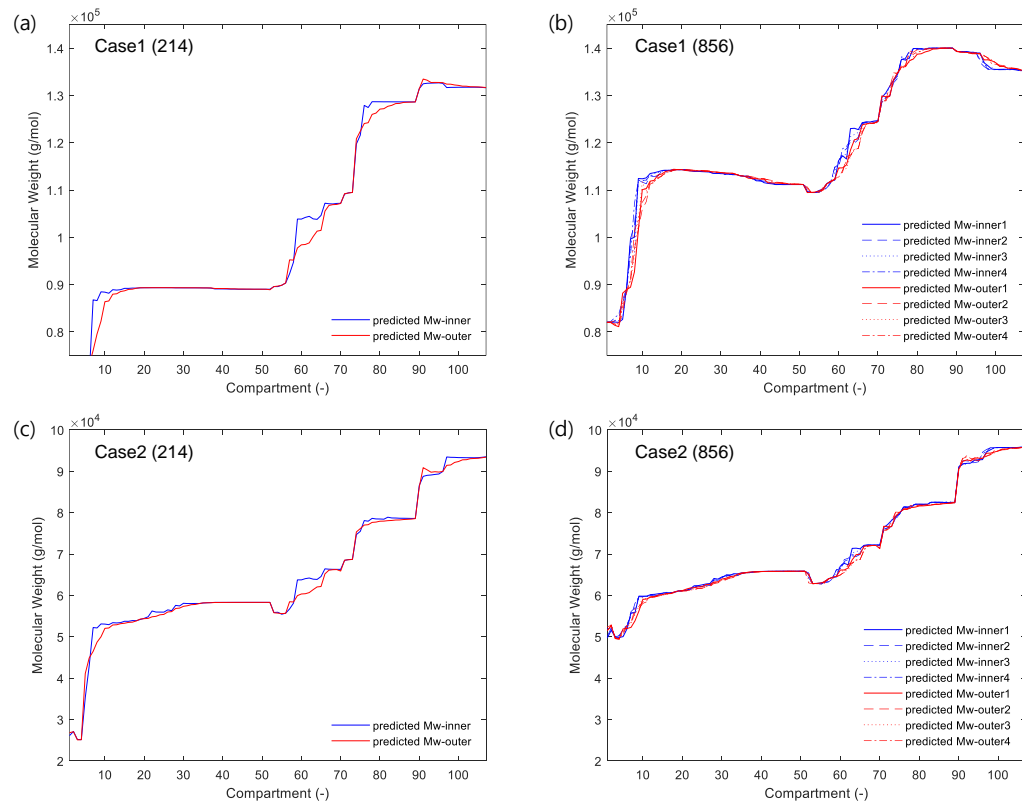 (a)
×10⁵
Case1 (214)
1.4
1.3
1.2
1.1
1
0.9
0.8
Molecular Weight (g/mol)
predicted Mw-inner
predicted Mw-outer
10 20 30 40 50 60 70 80 90 100
Compartment (-)
(b)
×10⁵
Case1 (856)
1.4
1.3
1.2
1.1
1
0.9
0.8
Molecular Weight (g/mol)
predicted Mw-inner1
predicted Mw-inner2
predicted Mw-inner3
predicted Mw-inner4
predicted Mw-outer1
predicted Mw-outer2
predicted Mw-outer3
predicted Mw-outer4
10 20 30 40 50 60 70 80 90 100
Compartment (-)
(c)
×10⁴
Case2 (214)
10
9
8
7
6
5
4
3
2
Molecular Weight (g/mol)
predicted Mw-inner
predicted Mw-outer
10 20 30 40 50 60 70 80 90 100
Compartment (-)
(d)
×10⁴
Case2 (856)
10
9
8
7
6
5
4
3
2
Molecular Weight (g/mol)
predicted Mw-inner1
predicted Mw-inner2
predicted Mw-inner3
predicted Mw-inner4
predicted Mw-outer1
predicted Mw-outer2
predicted Mw-outer3
predicted Mw-outer4
10 20 30 40 50 60 70 80 90 100
Compartment (-)